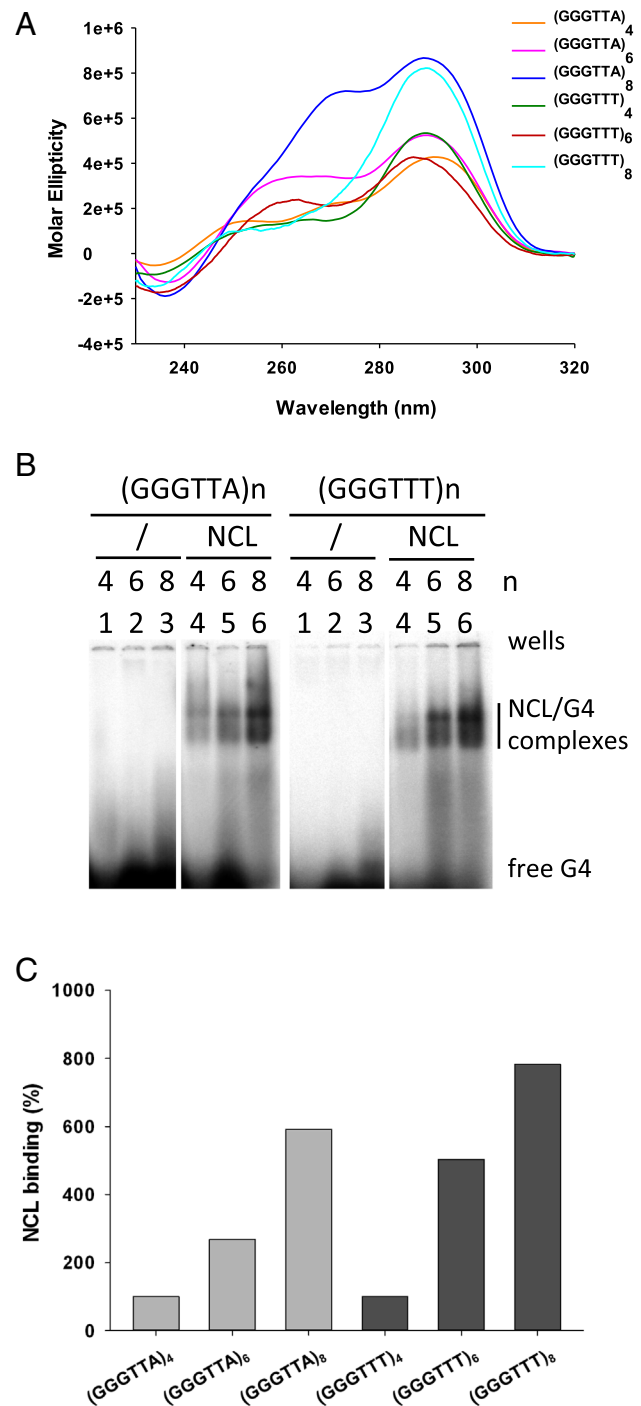 A
1e+6
8e+5
6e+5
4e+5
2e+5
0
-2e+5
-4e+5
Molar Ellipticity
240 260 280 300 320
Wavelength (nm)
(GGGTTA)4
(GGGTTA)6
(GGGTTA)8
(GGGTTT)4
(GGGTTT)6
(GGGTTT)8
B
(GGGTTA)n (GGGTTT)n
/ NCL / NCL
4 6 8 4 6 8 4 6 8 4 6 8 n
1 2 3 4 5 6 1 2 3 4 5 6
wells
NCL/G4
complexes
free G4
C
1000
800
600
400
200
0
NCL binding (%)
(GGGTTA)4 (GGGTTA)6 (GGGTTA)8 (GGGTTT)4 (GGGTTT)6 (GGGTTT)8